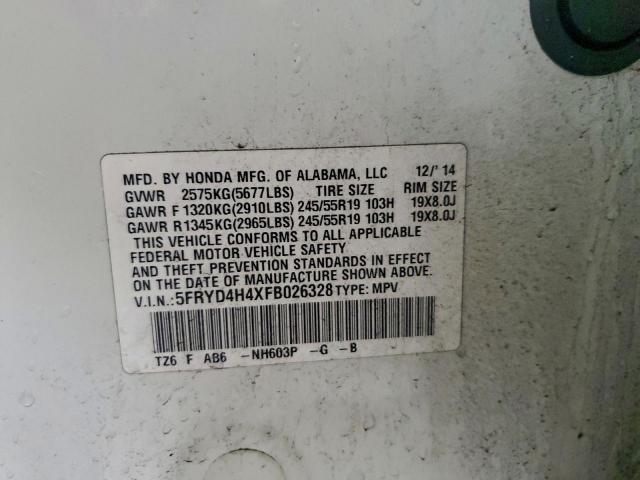 MFD. BY HONDA MFG. OF ALABAMA, LLC 12/'14
GVWR 2575KG(5677LBS) TIRE SIZE RIM SIZE
GAWR F 1320KG(2910LBS) 245/55R19 103H 19X8.0J
GAWR R1345KG(2965LBS) 245/55R19 103H 19X8.0J
THIS VEHICLE CONFORMS TO ALL APPLICABLE
FEDERAL MOTOR VEHICLE SAFETY
AND THEFT PREVENTION STANDARDS IN EFFECT
ON THE DATE OF MANUFACTURE SHOWN ABOVE.
V.I.N.:5FRYD4H4XFB026328 TYPE: MPV
TZ6 F AB6 -NH603P -G -B